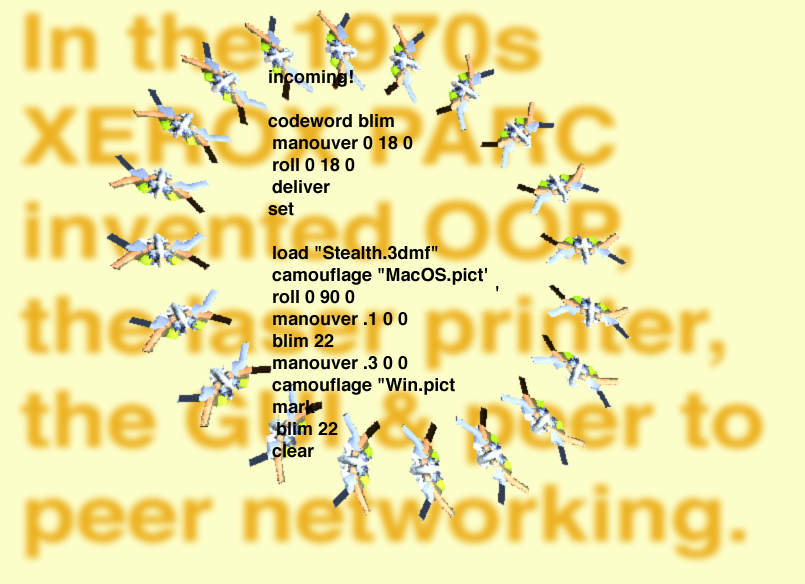 In the 1970s
XEROX PARC
invented OOP,
the laser printer,
the GUI & peer to
peer networking.
incoming!
codeword blim
manouver 0 18 0
roll 0 18 0
deliver
set
load "Stealth.3dmf"
camouflage "MacOS.pict'
'
roll 0 90 0
manouver .1 0 0
blim 22
manouver .3 0 0
camouflage "Win.pict
mark
blim 22
clear